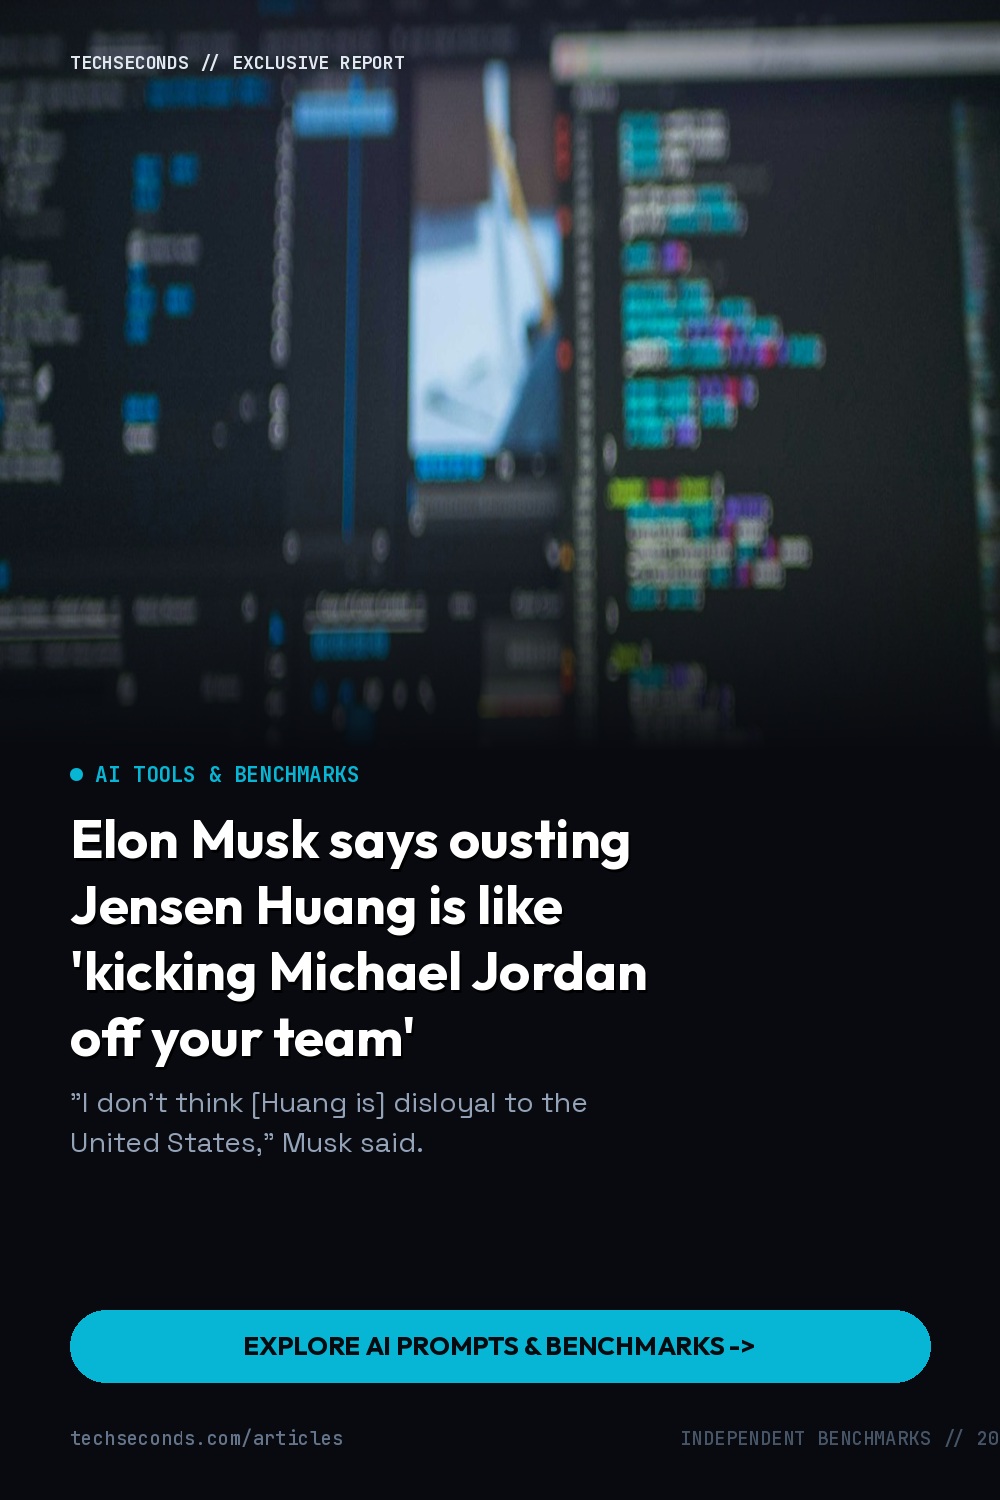 TECHSECONDS // EXCLUSIVE REPORT
AI TOOLS & BENCHMARKS
Elon Musk says ousting
Jensen Huang is like
'kicking Michael Jordan
off your team'
”I don’t think [Huang is] disloyal to the
United States,” Musk said.
EXPLORE AI PROMPTS & BENCHMARKS ->
techseconds.com/articles
INDEPENDENT BENCHMARKS // 20